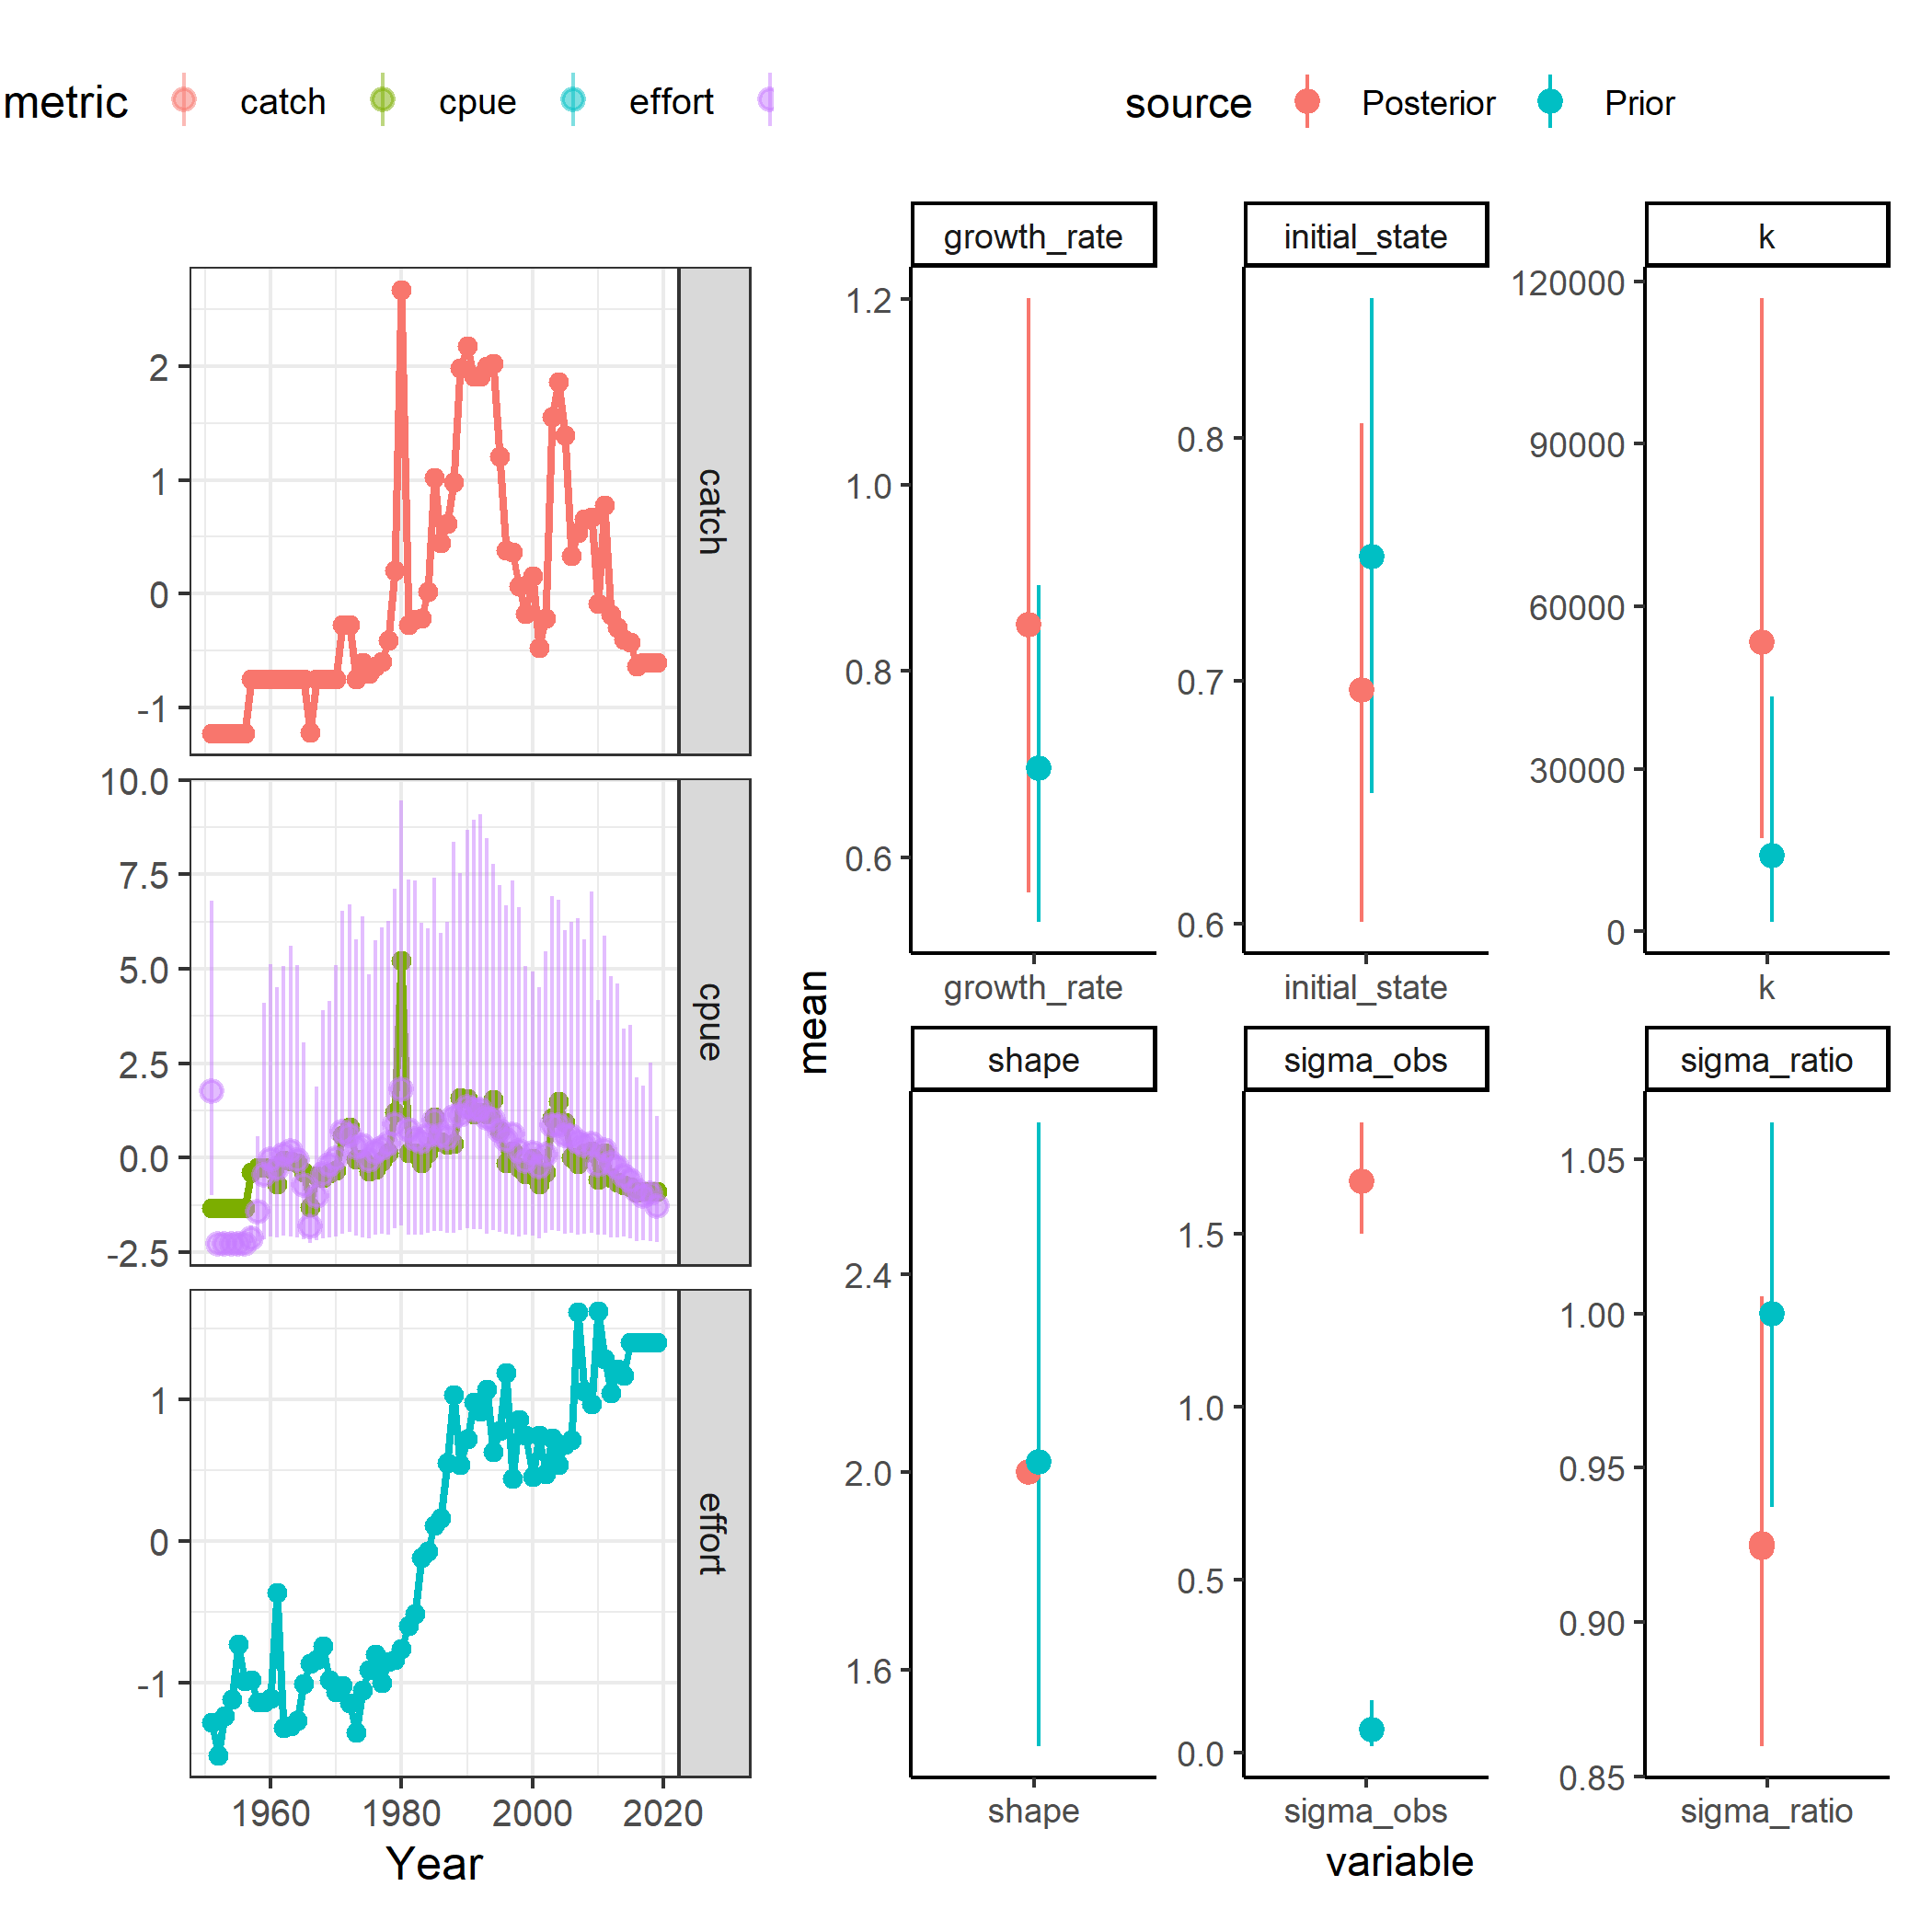 metric catch cpue effort
source Posterior Prior
catch
2
1
0
-1
cpue
10.0
7.5
5.0
2.5
0.0
-2.5
effort
1
0
-1
1960 1980 2000 2020
Year
mean
growth_rate
1.2
1.0
0.8
0.6
growth_rate
initial_state
0.8
0.7
0.6
initial_state
k
120000
90000
60000
30000
0
k
shape
2.4
2.0
1.6
shape
sigma_obs
1.5
1.0
0.5
0.0
sigma_obs
sigma_ratio
1.05
1.00
0.95
0.90
0.85
sigma_ratio
variable